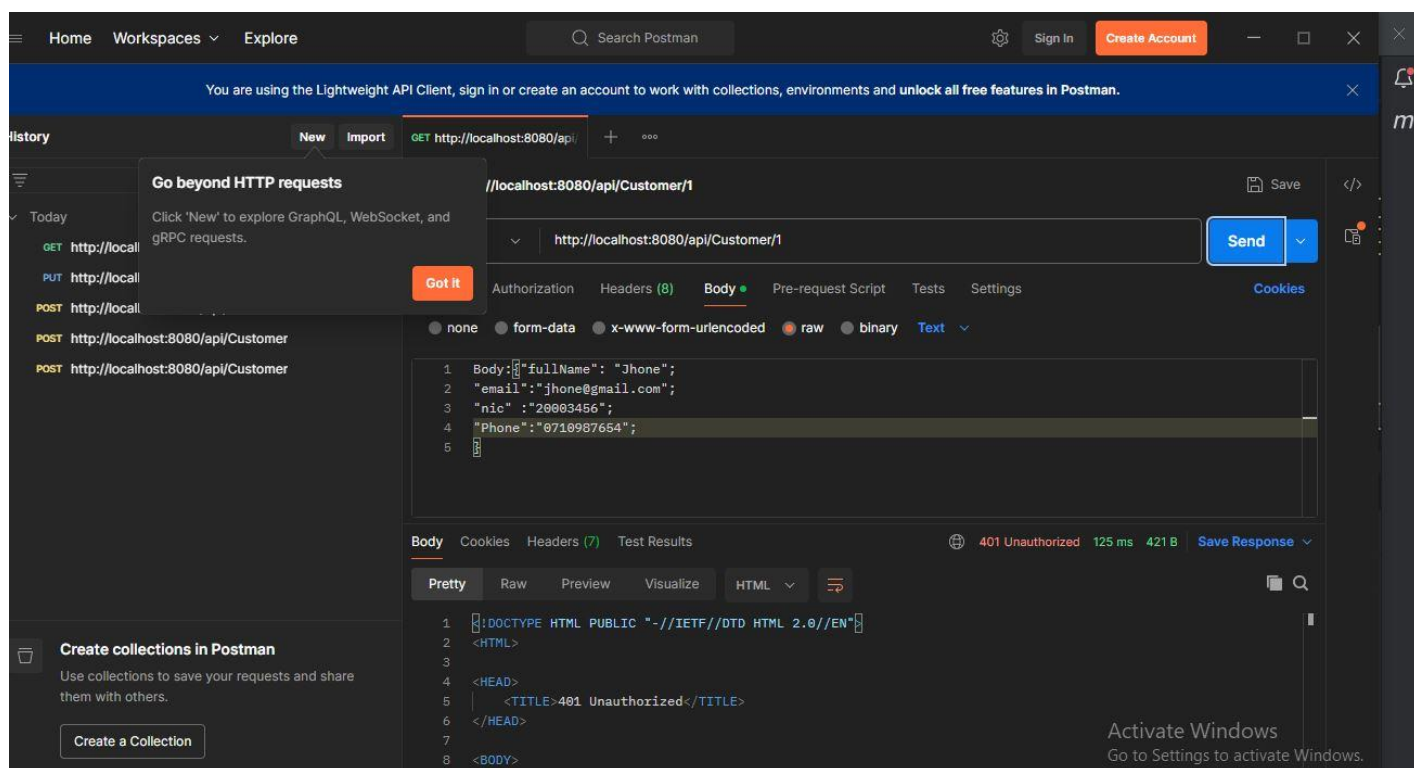 Home Workspaces Explore Search Postman Sign In Create Account
You are using the Lightweight API Client, sign in or create an account to work with collections, environments and unlock all free features in Postman.
History New Import GET http://localhost:8080/api/
Go beyond HTTP requests
Click 'New' to explore GraphQL, WebSocket, and
gRPC requests.
Got it
Today
GET http://locall
PUT http://locall
POST http://locall
POST http://localhost:8080/api/Customer
POST http://localhost:8080/api/Customer
Create collections in Postman
Use collections to save your requests and share
them with others.
Create a Collection
//localhost:8080/api/Customer/1 Save </>
http://localhost:8080/api/Customer/1 Send
Authorization Headers (8) Body Pre-request Script Tests Settings Cookies
none form-data x-www-form-urlencoded raw binary Text
1 Body:{"fullName": "Jhone";
2 "email":"jhone@gmail.com";
3 "nic" :"20003456";
4 "Phone":"0710987654";
5 }
Body Cookies Headers (7) Test Results 401 Unauthorized 125 ms 421 B Save Response
Pretty Raw Preview Visualize HTML
1 <!DOCTYPE HTML PUBLIC "-//IETF//DTD HTML 2.0//EN">
2 <HTML>
3
4 <HEAD>
5 <TITLE>401 Unauthorized</TITLE>
6 </HEAD>
7
8 <BODY>
Activate Windows
Go to Settings to activate Windows.
m